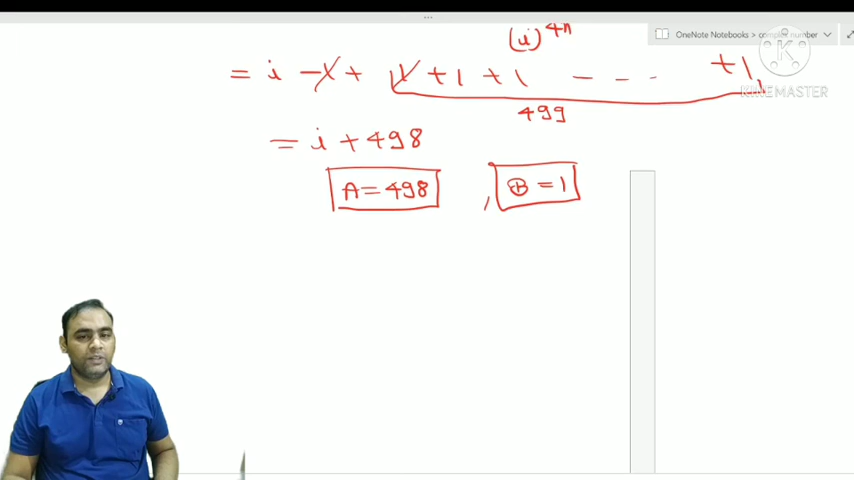 (i)^4n
OneNote Notebooks > complex number
= i - 1 + 1 + 1 + 1 - - - + 1,
KINEMASTER
499
= i + 498
A = 498 , B = 1